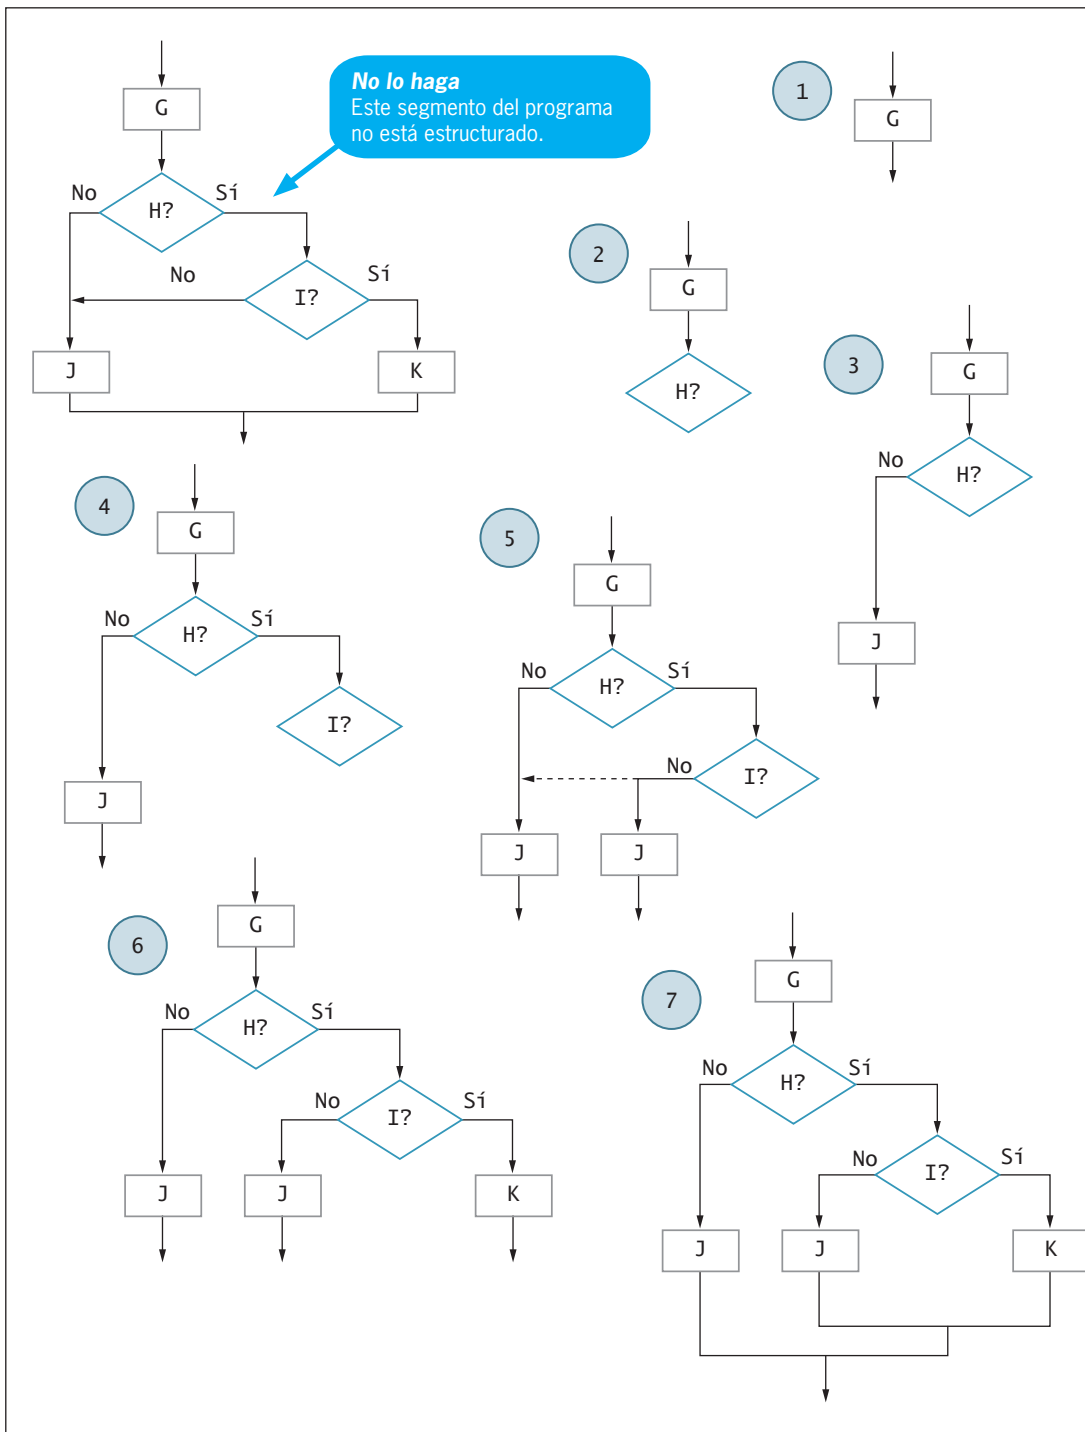 G
No lo haga
Este segmento del programa
no está estructurado.
No
H?
Sí
No
I?
Sí
J
K
1
G
2
G
H?
3
G
No
H?
J
4
G
No
H?
Sí
I?
J
5
G
No
H?
Sí
No
I?
J
J
6
G
No
H?
Sí
No
I?
Sí
J
J
K
7
G
No
H?
Sí
No
I?
Sí
J
J
K